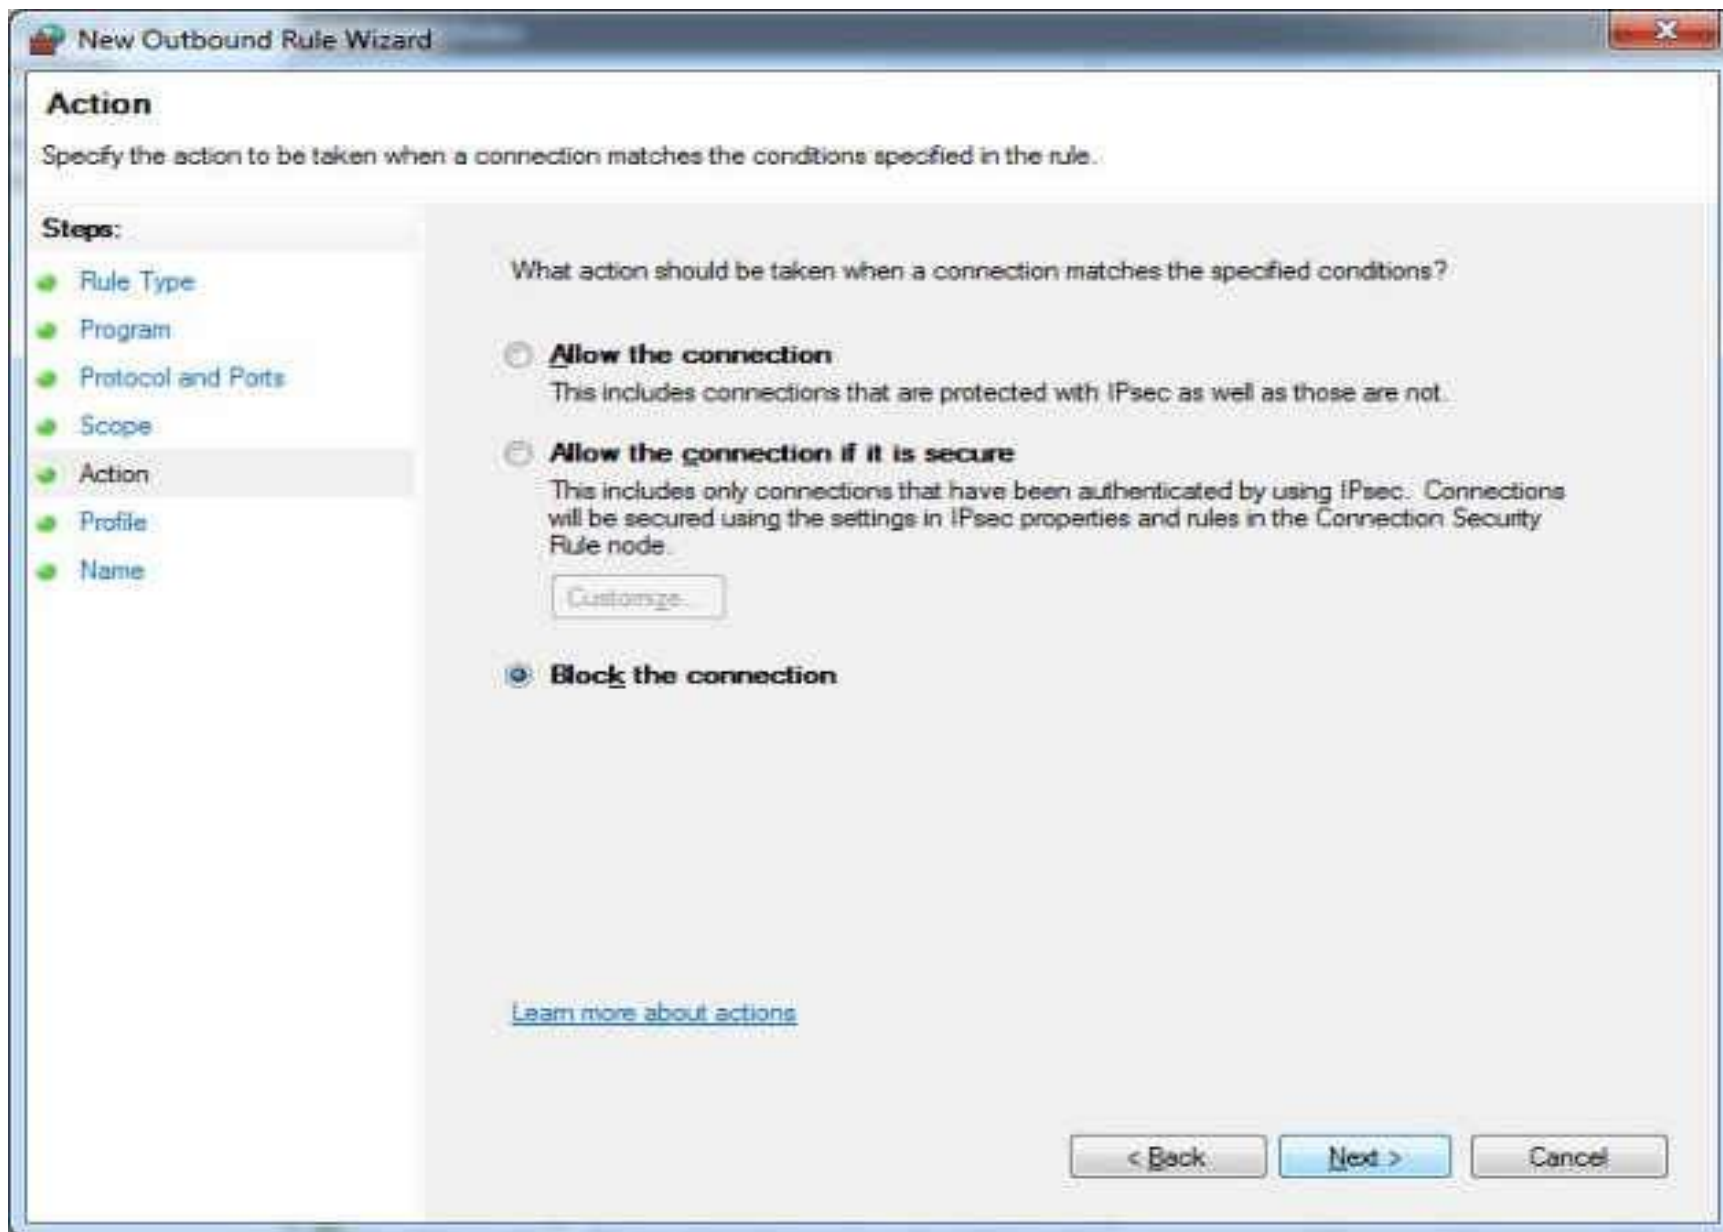 New Outbound Rule Wizard
Action
Specify the action to be taken when a connection matches the conditions specified in the rule.
Steps:
Rule Type
Program
Protocol and Ports
Scope
Action
Profile
Name
What action should be taken when a connection matches the specified conditions?
Allow the connection
This includes connections that are protected with IPsec as well as those are not.
Allow the connection if it is secure
This includes only connections that have been authenticated by using IPsec. Connections
will be secured using the settings in IPsec properties and rules in the Connection Security
Rule node.
Customize...
Block the connection
Learn more about actions
< Back
Next >
Cancel